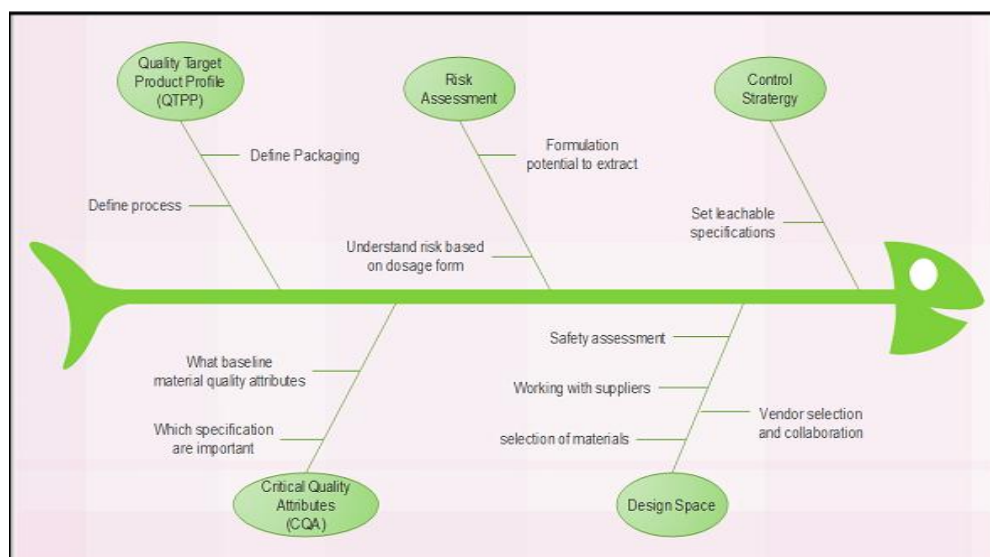 Quality Target
Product Profile
(QTPP)
Risk
Assessment
Control
Stratergy
Define Packaging
Define process
Formulation
potential to extract
Understand risk based
on dosage form
Set leachable
specifications
What baseline
material quality attributes
Which specification
are important
Critical Quality
Attributes
(CQA)
Safety assessment
Working with suppliers
Vendor selection
and collaboration
selection of materials
Design Space